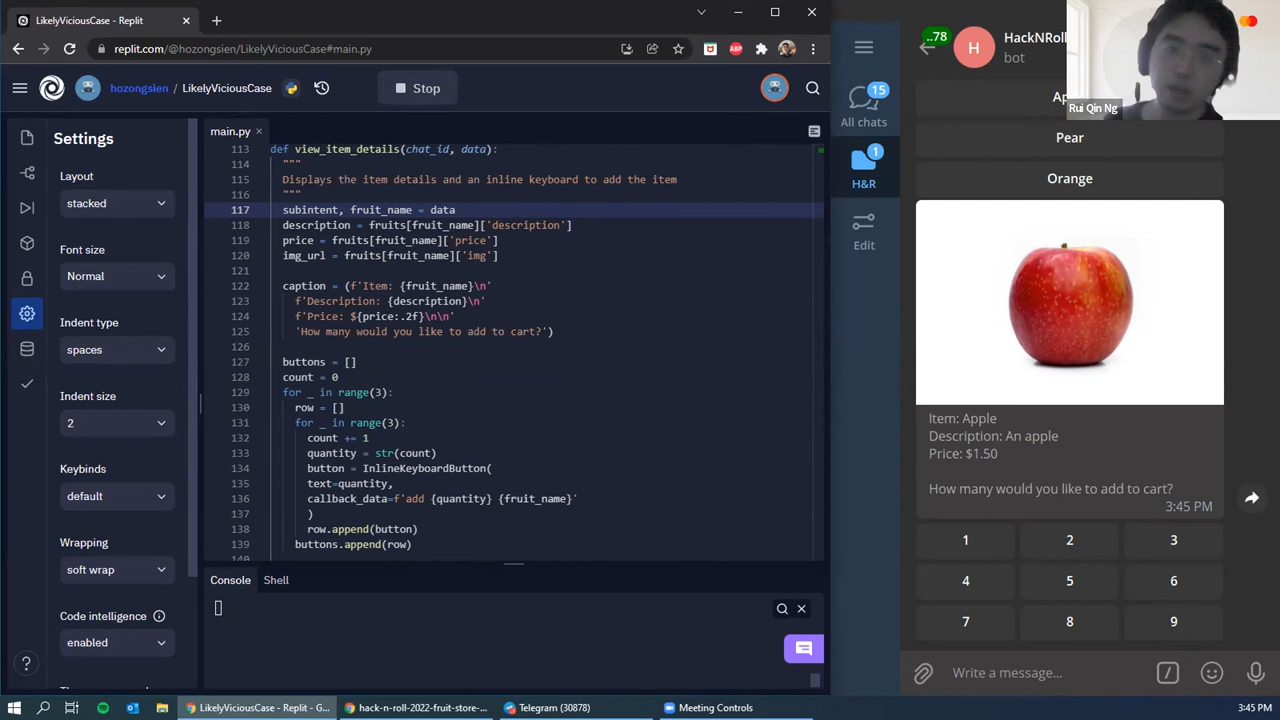 LikelyViciousCase - Replit
replit.com/@hozongsien/LikelyViciousCase#main.py
ABP
hozongsien / LikelyViciousCase
Stop
Settings
Layout
stacked
Font size
Normal
Indent type
spaces
Indent size
2
Keybinds
default
Wrapping
soft wrap
Code intelligence
enabled
main.py
113 def view_item_details(chat_id, data):
114 """
115 Displays the item details and an inline keyboard to add the item
116 """
117 subintent, fruit_name = data
118 description = fruits[fruit_name]['description']
119 price = fruits[fruit_name]['price']
120 img_url = fruits[fruit_name]['img']
121
122 caption = (f'Item: {fruit_name}\n'
123 f'Description: {description}\n'
124 f'Price: ${price:.2f}\n\n'
125 'How many would you like to add to cart?')
126
127 buttons = []
128 count = 0
129 for _ in range(3):
130 row = []
131 for _ in range(3):
132 count += 1
133 quantity = str(count)
134 button = InlineKeyboardButton(
135 text=quantity,
136 callback_data=f'add {quantity} {fruit_name}'
137 )
138 row.append(button)
139 buttons.append(row)
Console
Shell
15
All chats
1
H&R
Edit
..78
H
HackNRoll
bot
Rui Qin Ng
Ap
Pear
Orange
Item: Apple
Description: An apple
Price: $1.50
How many would you like to add to cart?
3:45 PM
1 2 3
4 5 6
7 8 9
Write a message...
LikelyViciousCase - Replit - G...
hack-n-roll-2022-fruit-store-...
Telegram (30878)
Meeting Controls
3:45 PM